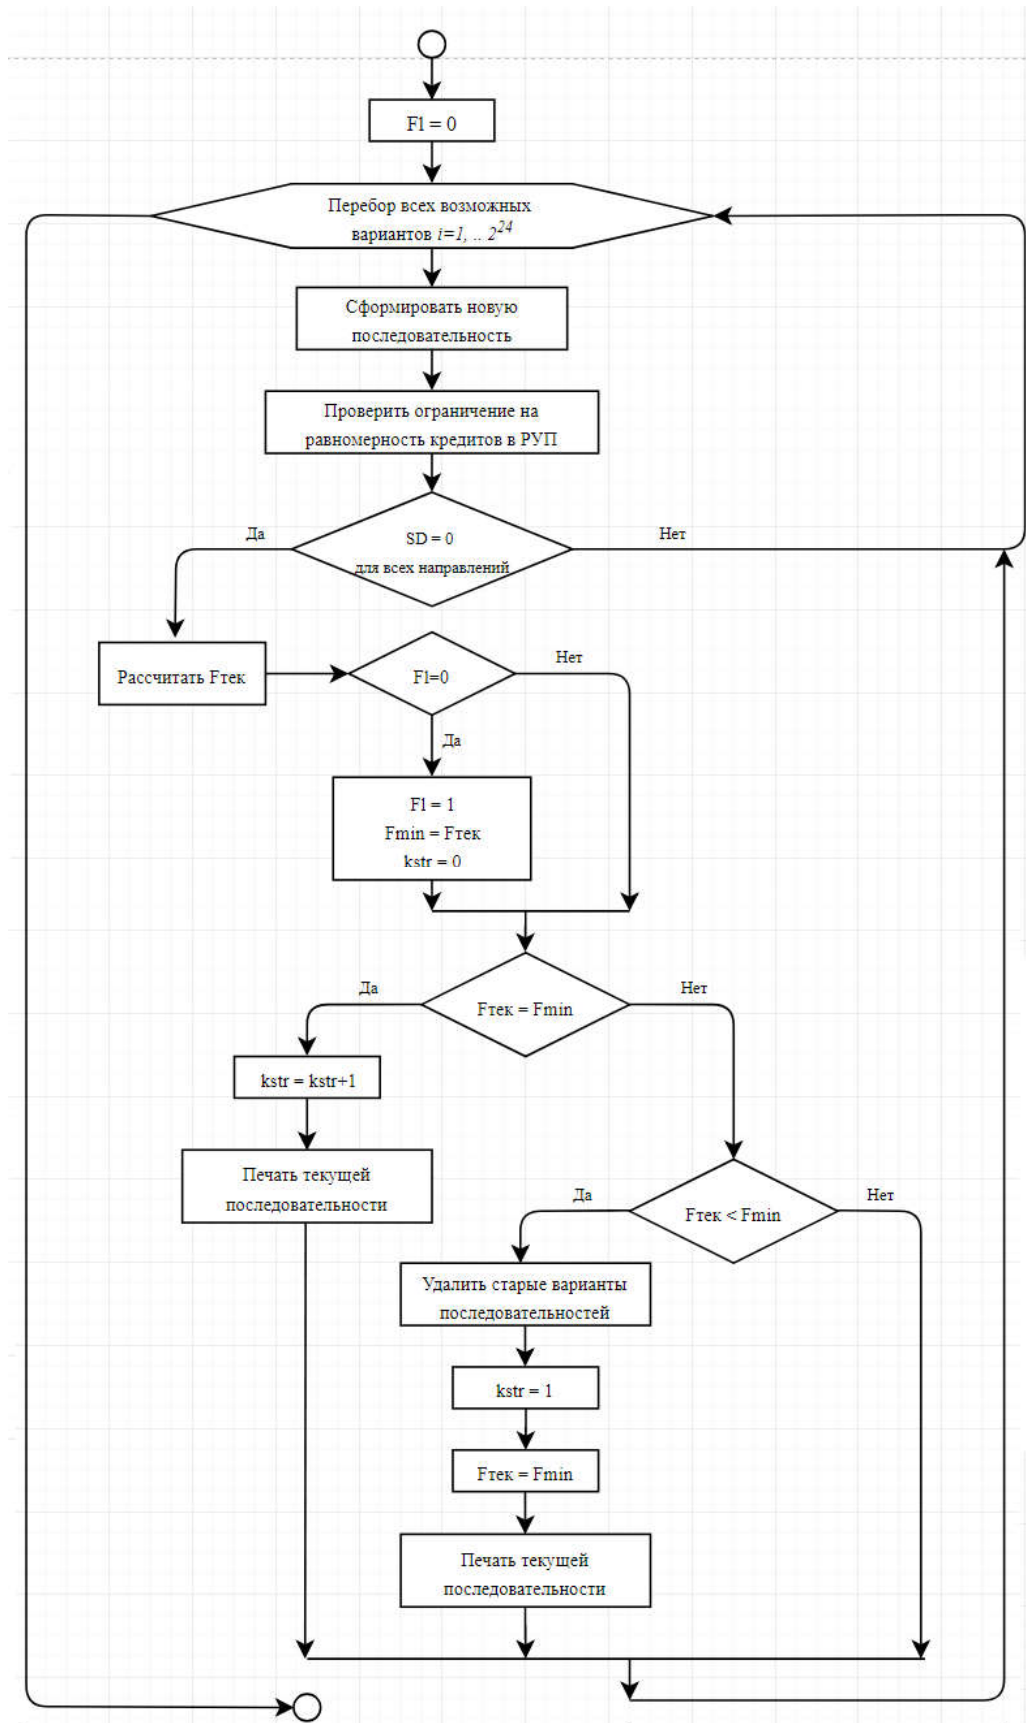 Fl = 0
Перебор всех возможных
вариантов i=1, .. 2^24
Сформировать новую
последовательность
Проверить ограничение на
равномерность кредитов в РУП
Да
SD = 0
для всех направлений
Нет
Рассчитать Fтек
Fl=0
Нет
Да
Fl = 1
Fmin = Fтек
kstr = 0
Да
Fтек = Fmin
Нет
kstr = kstr+1
Печать текущей
последовательности
Да
Fтек < Fmin
Нет
Удалить старые варианты
последовательностей
kstr = 1
Fтек = Fmin
Печать текущей
последовательности